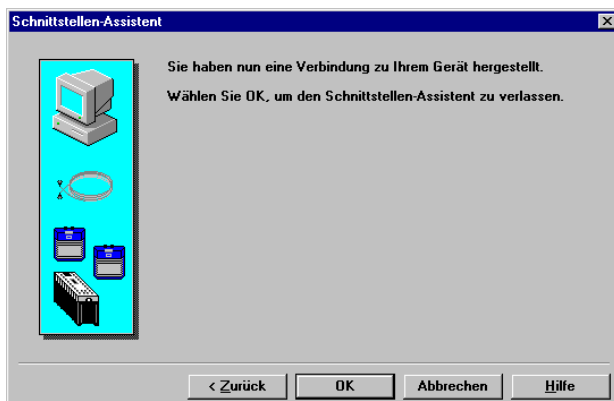 Schnittstellen-Assistent
Sie haben nun eine Verbindung zu Ihrem Gerät hergestellt.
Wählen Sie OK, um den Schnittstellen-Assistent zu verlassen.
< Zurück OK Abbrechen Hilfe